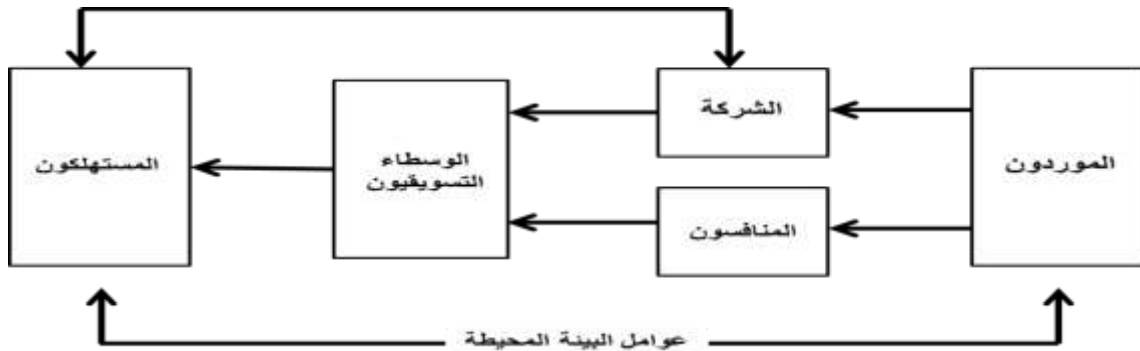 الموردون
الشركة
المنافسون
الوسطاء
التسويقيون
المستهلكون
عوامل البيئة المحيطة